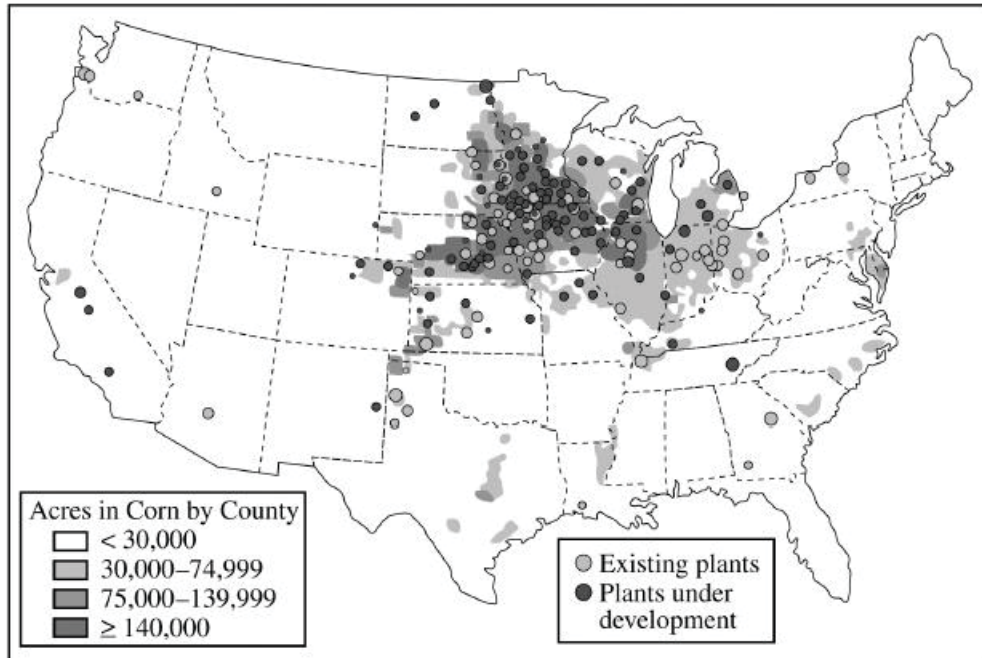 Acres in Corn by County
< 30,000
30,000–74,999
75,000–139,999
≥ 140,000
Existing plants
Plants under
development